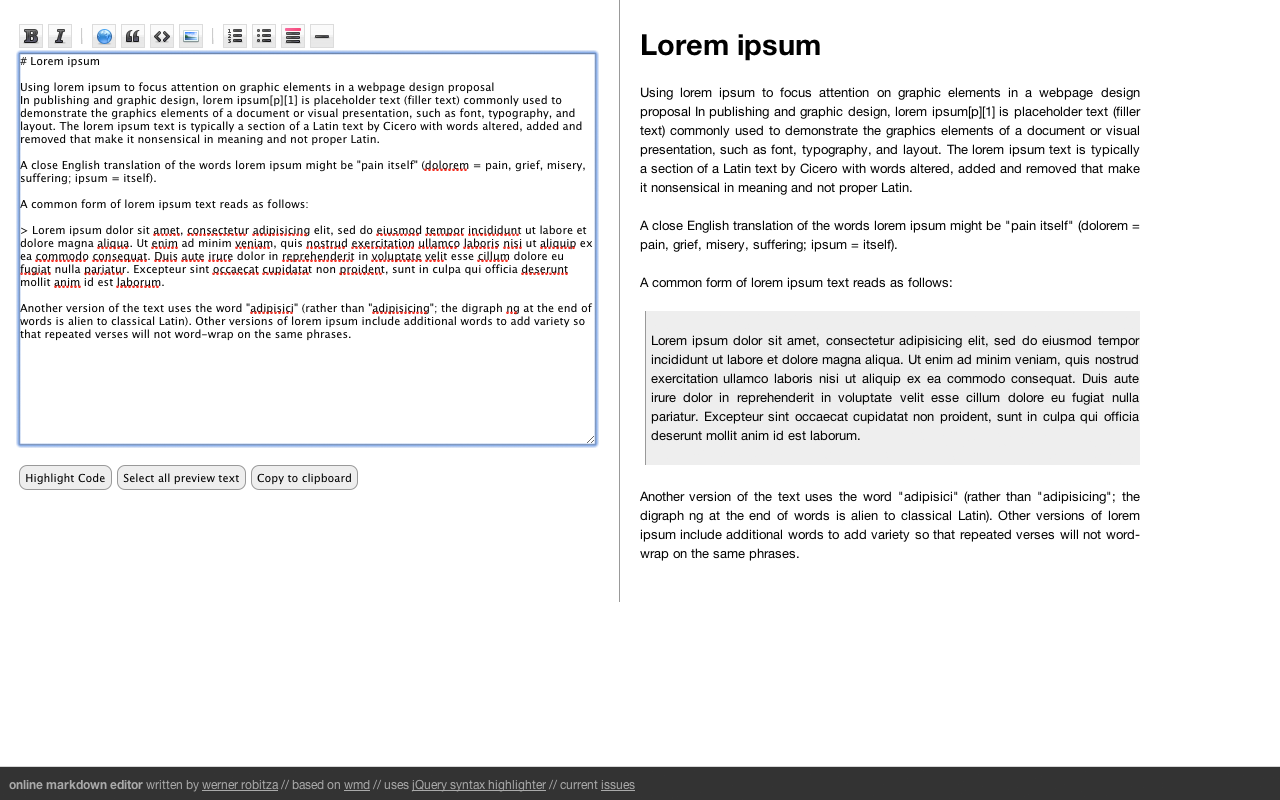 # Lorem ipsum
Using lorem ipsum to focus attention on graphic elements in a webpage design proposal
In publishing and graphic design, lorem ipsum[p][1] is placeholder text (filler text) commonly used to
demonstrate the graphics elements of a document or visual presentation, such as font, typography, and
layout. The lorem ipsum text is typically a section of a Latin text by Cicero with words altered, added and
removed that make it nonsensical in meaning and not proper Latin.
A close English translation of the words lorem ipsum might be "pain itself" (dolorem = pain, grief, misery,
suffering; ipsum = itself).
A common form of lorem ipsum text reads as follows:
> Lorem ipsum dolor sit amet, consectetur adipisicing elit, sed do eiusmod tempor incididunt ut labore et
dolore magna aliqua. Ut enim ad minim veniam, quis nostrud exercitation ullamco laboris nisi ut aliquip ex
ea commodo consequat. Duis aute irure dolor in reprehenderit in voluptate velit esse cillum dolore eu
fugiat nulla pariatur. Excepteur sint occaecat cupidatat non proident, sunt in culpa qui officia deserunt
mollit anim id est laborum.
Another version of the text uses the word "adipisici" (rather than "adipisicing"; the digraph ng at the end of
words is alien to classical Latin). Other versions of lorem ipsum include additional words to add variety so
that repeated verses will not word-wrap on the same phrases.
Highlight Code
Select all preview text
Copy to clipboard
Lorem ipsum
Using lorem ipsum to focus attention on graphic elements in a webpage design
proposal In publishing and graphic design, lorem ipsum[p][1] is placeholder text (filler
text) commonly used to demonstrate the graphics elements of a document or visual
presentation, such as font, typography, and layout. The lorem ipsum text is typically
a section of a Latin text by Cicero with words altered, added and removed that make
it nonsensical in meaning and not proper Latin.
A close English translation of the words lorem ipsum might be "pain itself" (dolorem =
pain, grief, misery, suffering; ipsum = itself).
A common form of lorem ipsum text reads as follows:
Lorem ipsum dolor sit amet, consectetur adipisicing elit, sed do eiusmod tempor
incididunt ut labore et dolore magna aliqua. Ut enim ad minim veniam, quis nostrud
exercitation ullamco laboris nisi ut aliquip ex ea commodo consequat. Duis aute
irure dolor in reprehenderit in voluptate velit esse cillum dolore eu fugiat nulla
pariatur. Excepteur sint occaecat cupidatat non proident, sunt in culpa qui officia
deserunt mollit anim id est laborum.
Another version of the text uses the word "adipisici" (rather than "adipisicing"; the
digraph ng at the end of words is alien to classical Latin). Other versions of lorem
ipsum include additional words to add variety so that repeated verses will not word-
wrap on the same phrases.
online markdown editor written by werner robitza // based on wmd // uses jQuery syntax highlighter // current issues